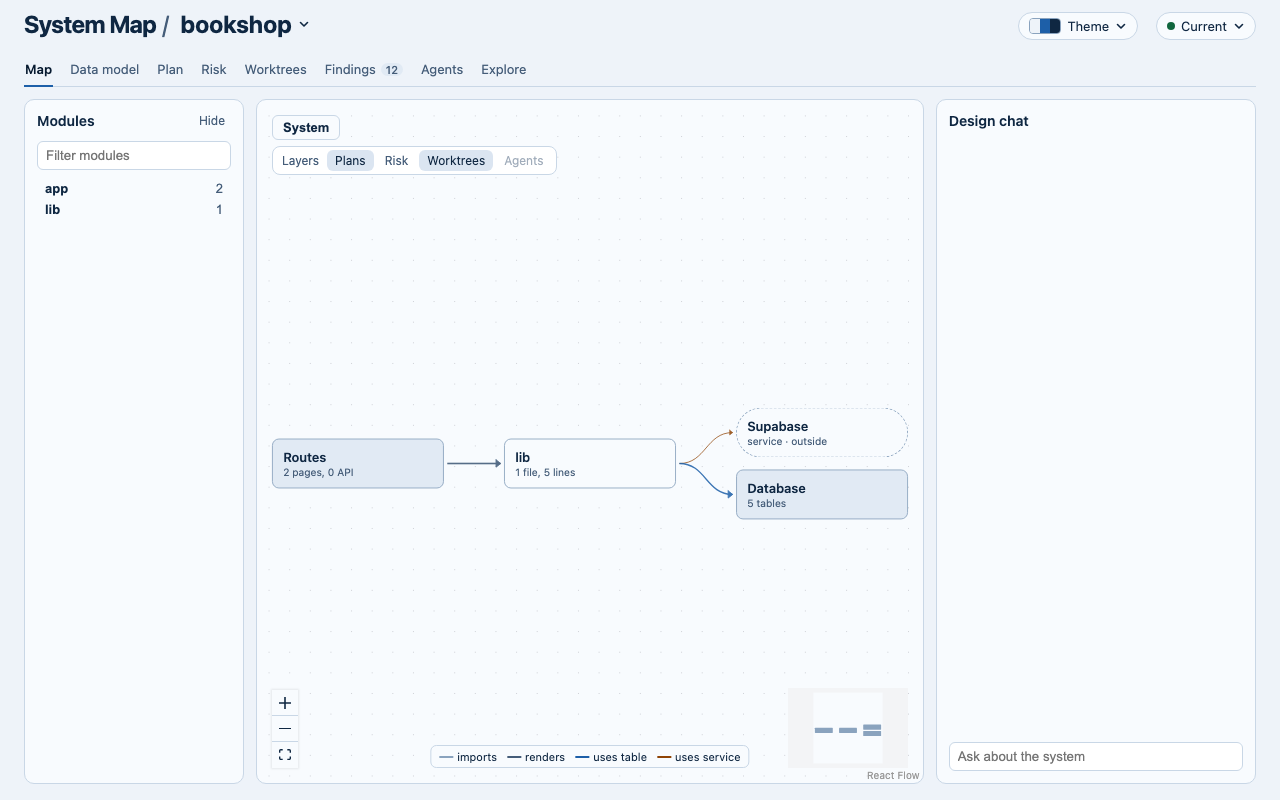 System Map / bookshop
Theme
Current
Map
Data model
Plan
Risk
Worktrees
Findings 12
Agents
Explore
Modules
Hide
Filter modules
app 2
lib 1
System
Layers
Plans
Risk
Worktrees
Agents
Routes
2 pages, 0 API
lib
1 file, 5 lines
Supabase
service · outside
Database
5 tables
imports
renders
uses table
uses service
React Flow
Design chat
Ask about the system